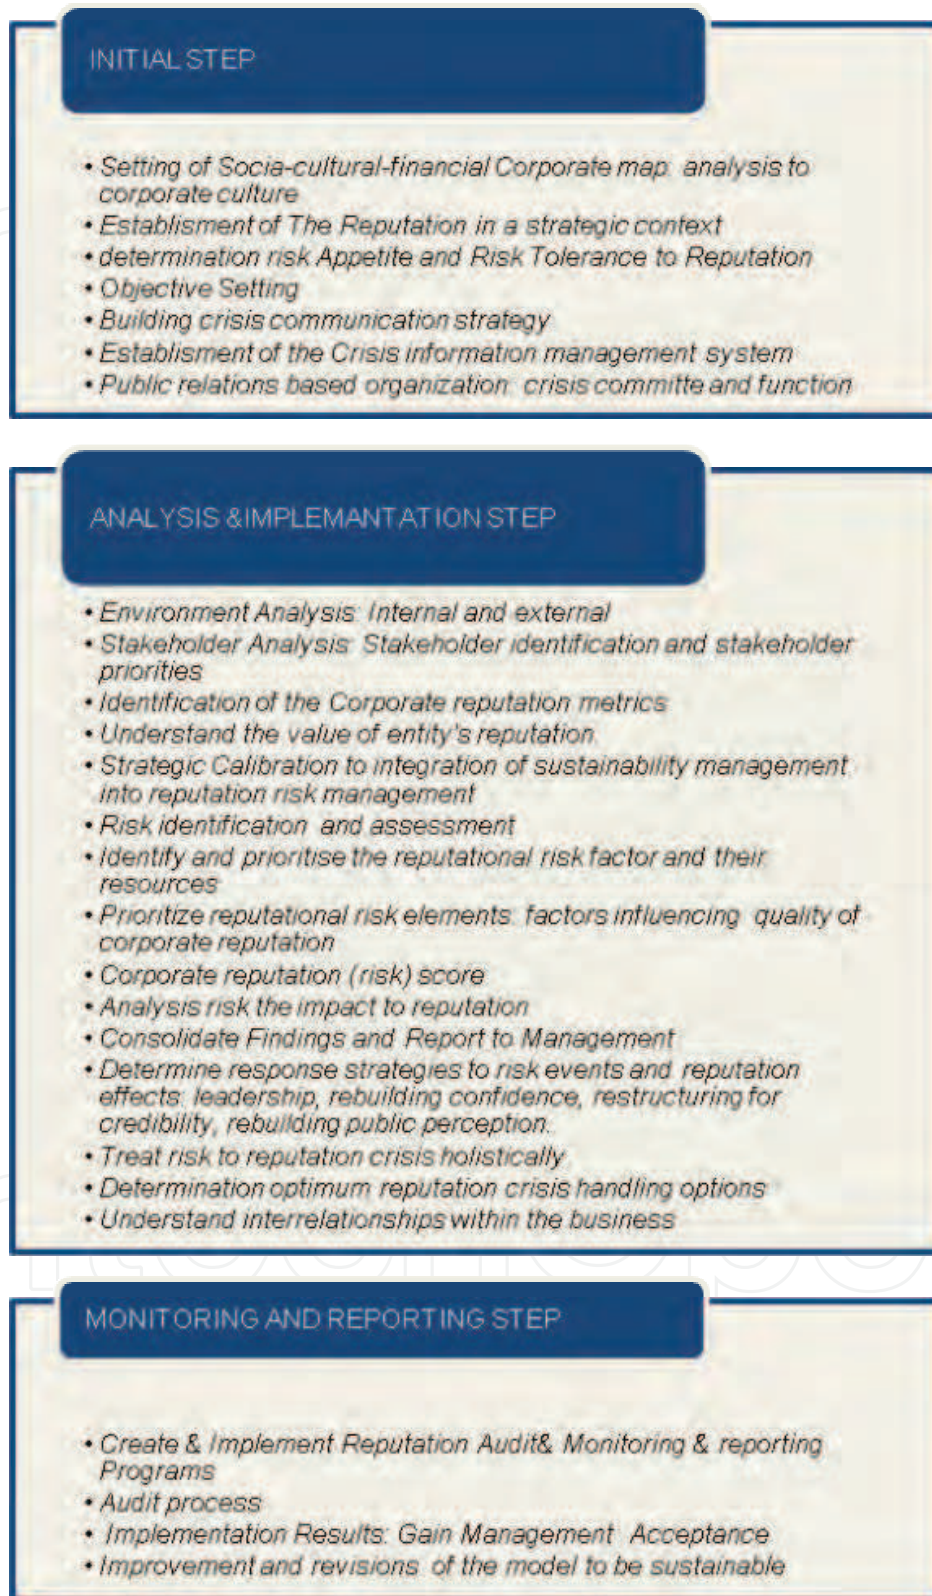 INITIAL STEP
• Setting of Socia-cultural-financial Corporate map: analysis to
corporate culture
• Establisment of The Reputation in a strategic context
• determination risk Appetite and Risk Tolerance to Reputation
• Objective Setting
• Building crisis communication strategy
• Establisment of the Crisis information management system
• Public relations based organization: crisis committe and function
ANALYSIS &IMPLEMANTATION STEP
• Environment Analysis: Internal and external
• Stakeholder Analysis: Stakeholder identification and stakeholder
priorities
• Identification of the Corporate reputation metrics
• Understand the value of entity's reputation.
• Strategic Calibration to integration of sustainability management
into reputation risk management
• Risk identification and assessment
• Identify and prioritise the reputational risk factor and their
resources
• Prioritize reputational risk elements: factors influencing quality of
corporate reputation
• Corporate reputation (risk) score
• Analysis risk the impact to reputation
• Consolidate Findings and Report to Management
• Determine response strategies to risk events and reputation
effects: leadership, rebuilding confidence, restructuring for
credibility, rebuilding public perception.
• Treat risk to reputation crisis holistically
• Determination optimum reputation crisis handling options
• Understand interrelationships within the business
MONITORING AND REPORTING STEP
• Create & Implement Reputation Audit& Monitoring & reporting
Programs
• Audit process
• Implementation Results: Gain Management Acceptance
• Improvement and revisions of the model to be sustainable